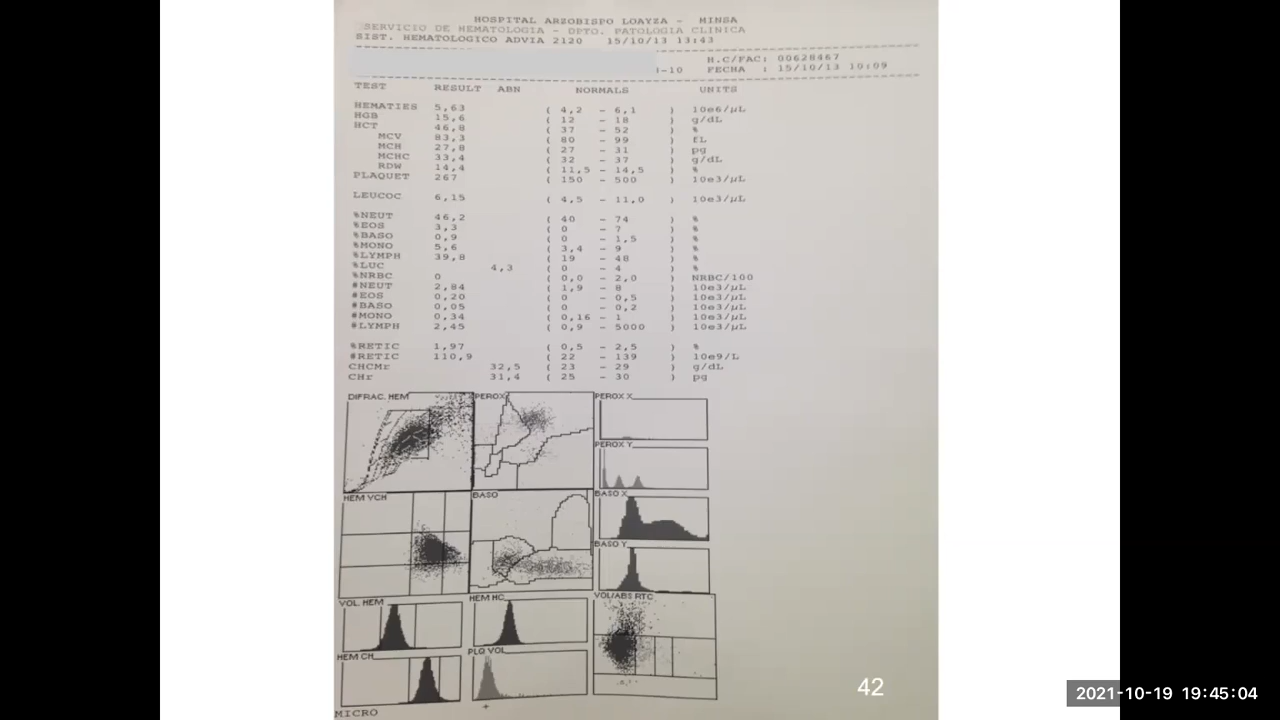 HOSPITAL ARZOBISPO LOAYZA - MINSA
SERVICIO DE HEMATOLOGIA - DPTO. PATOLOGIA CLINICA
SIST. HEMATOLOGICO ADVIA 2120 15/10/13 13:43
H.C/FAC: 00628467
-10 FECHA : 15/10/13 10:09
TEST RESULT ABN NORMALS UNITS
HEMATIES 5,63 ( 4,2 - 6,1 ) 10e6/µL
HGB 15,6 ( 12 - 18 ) g/dL
HCT 46,8 ( 37 - 52 ) %
MCV 83,3 ( 80 - 99 ) fL
MCH 27,8 ( 27 - 31 ) pg
MCHC 33,4 ( 32 - 37 ) g/dL
RDW 14,4 ( 11,5 - 14,5 ) %
PLAQUET 267 ( 150 - 500 ) 10e3/µL
LEUCOC 6,15 ( 4,5 - 11,0 ) 10e3/µL
%NEUT 46,2 ( 40 - 74 ) %
%EOS 3,3 ( 0 - 7 ) %
%BASO 0,9 ( 0 - 1,5 ) %
%MONO 5,6 ( 3,4 - 9 ) %
%LYMPH 39,8 ( 19 - 48 ) %
%LUC 4,3 ( 0 - 4 ) %
%NRBC 0 ( 0,0 - 2,0 ) NRBC/100
#NEUT 2,84 ( 1,9 - 8 ) 10e3/µL
#EOS 0,20 ( 0 - 0,5 ) 10e3/µL
#BASO 0,05 ( 0 - 0,2 ) 10e3/µL
#MONO 0,34 ( 0,16 - 1 ) 10e3/µL
#LYMPH 2,45 ( 0,9 - 5000 ) 10e3/µL
%RETIC 1,97 ( 0,5 - 2,5 ) %
#RETIC 110,9 ( 22 - 139 ) 10e9/L
CHCMr 32,5 ( 23 - 29 ) g/dL
CHr 31,4 ( 25 - 30 ) pg
DIFRAC. HEM PEROX PEROX X
PEROX Y
HEM VCH BASO BASO X
BASO Y
VOL. HEM HEM HC VOL/ABS RTC
HEM CH PLQ VOL
+
MICRO
42
2021-10-19 19:45:04